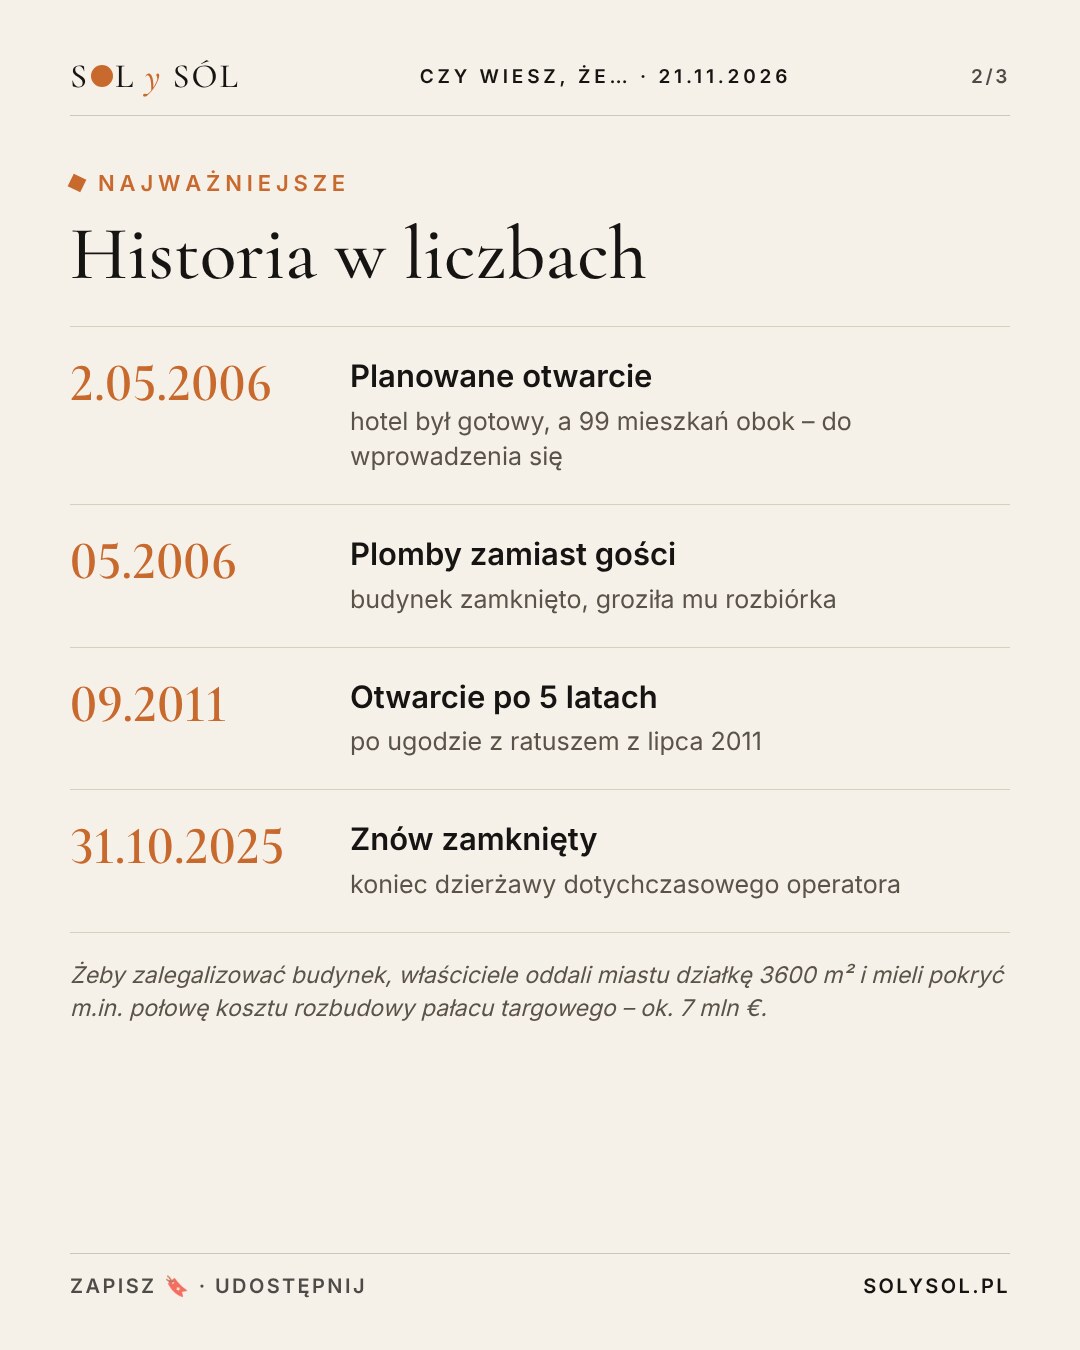 SOL y SÓL
CZY WIESZ, ŻE… · 21.11.2026
2/3
NAJWAŻNIEJSZE
Historia w liczbach
2.05.2006
Planowane otwarcie
hotel był gotowy, a 99 mieszkań obok – do
wprowadzenia się
05.2006
Plomby zamiast gości
budynek zamknięto, groziła mu rozbiórka
09.2011
Otwarcie po 5 latach
po ugodzie z ratuszem z lipca 2011
31.10.2025
Znów zamknięty
koniec dzierżawy dotychczasowego operatora
Żeby zalegalizować budynek, właściciele oddali miastu działkę 3600 m² i mieli pokryć
m.in. połowę kosztu rozbudowy pałacu targowego – ok. 7 mln €.
ZAPISZ 🔖 · UDOSTĘPNIJ
SOLYSOL.PL